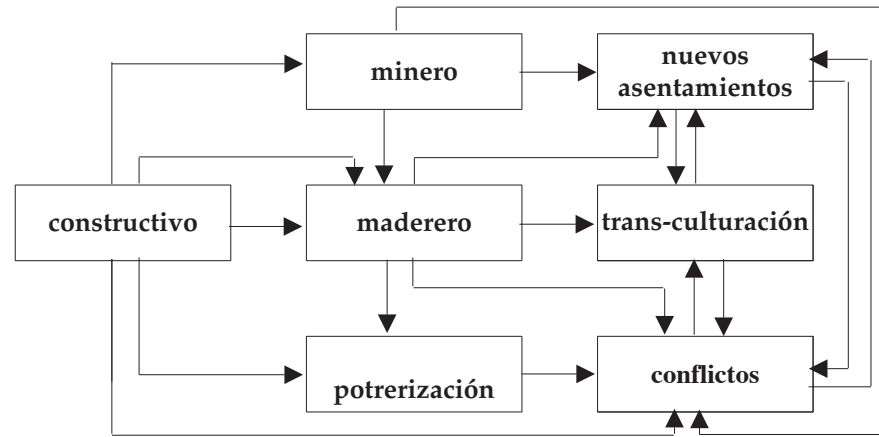 minero
nuevos
asentamientos
constructivo
maderero
trans-culturación
potrerización
conflictos